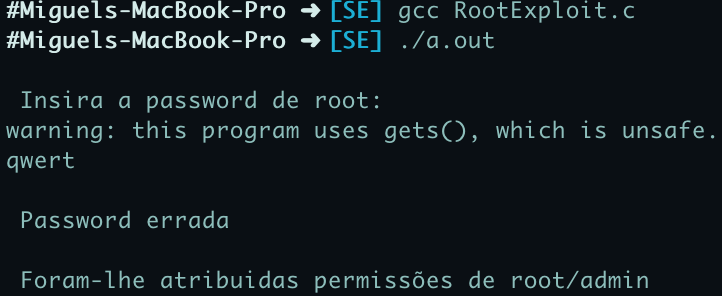 #Miguels-MacBook-Pro ➜ [SE] gcc RootExploit.c
#Miguels-MacBook-Pro ➜ [SE] ./a.out
Insira a password de root:
warning: this program uses gets(), which is unsafe.
qwert
Password errada
Foram-lhe atribuidas permissões de root/admin